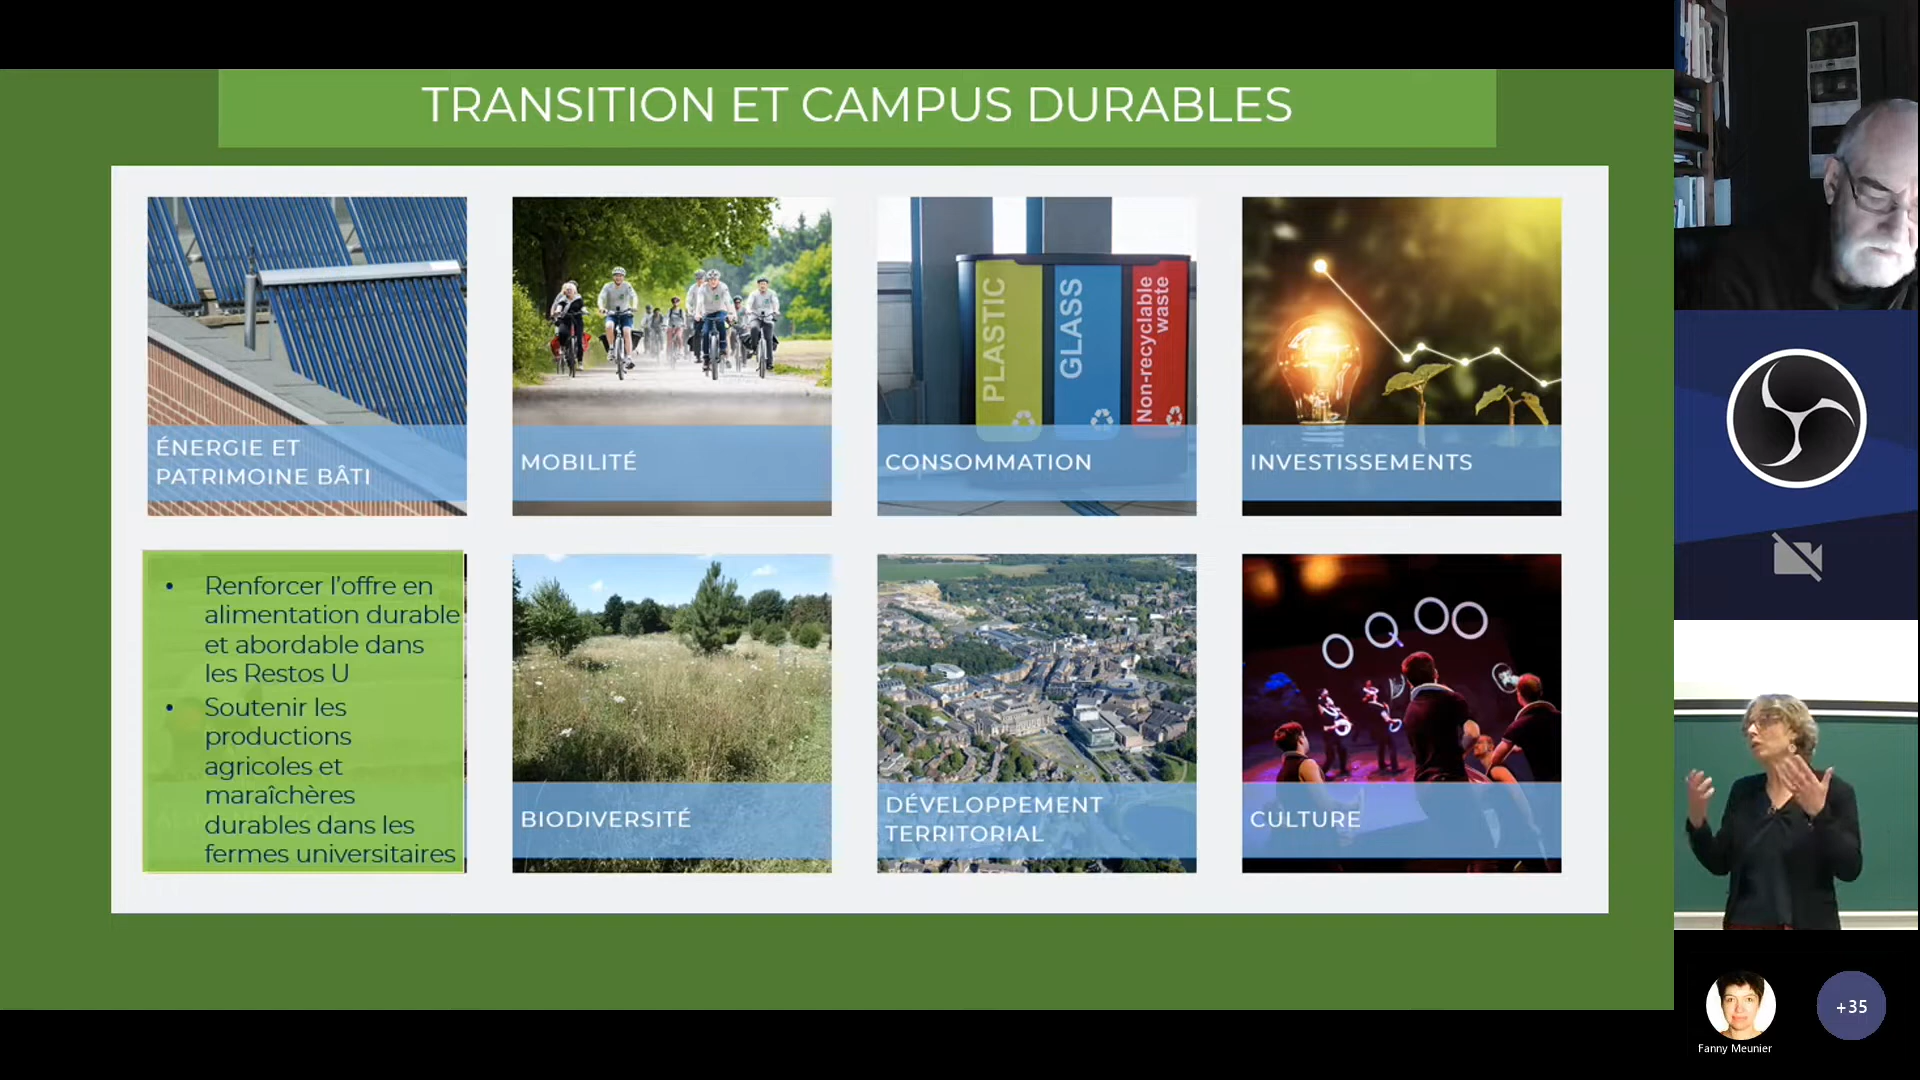 TRANSITION ET CAMPUS DURABLES
PLASTIC
GLASS
Non-recyclable
waste
ÉNERGIE ET
PATRIMOINE BÂTI
MOBILITÉ
CONSOMMATION
INVESTISSEMENTS
• Renforcer l'offre en
alimentation durable
et abordable dans
les Restos U
• Soutenir les
productions
agricoles et
maraîchères
durables dans les
fermes universitaires
BIODIVERSITÉ
DÉVELOPPEMENT
TERRITORIAL
CULTURE
+35
Fanny Meunier